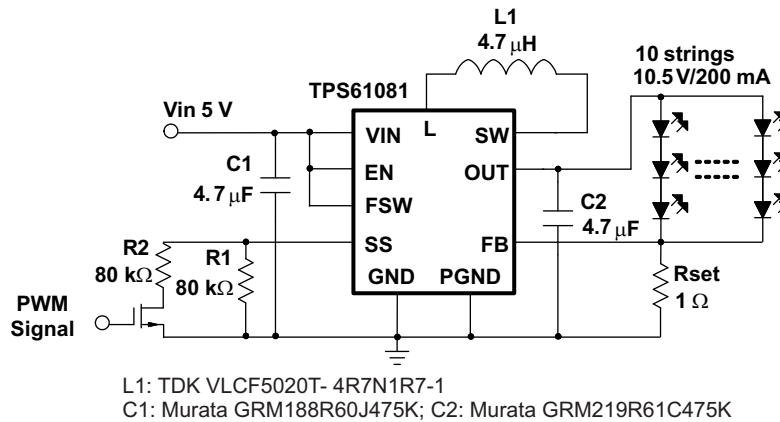 L1
4.7 μH
10 strings
10.5 V/200 mA
TPS61081
Vin 5 V
VIN
L
SW
C1
4.7 μF
EN
OUT
FSW
C2
4.7 μF
R2
80 kΩ
R1
80 kΩ
SS
FB
GND
PGND
Rset
1 Ω
PWM
Signal
L1: TDK VLCF5020T- 4R7N1R7-1
C1: Murata GRM188R60J475K; C2: Murata GRM219R61C475K